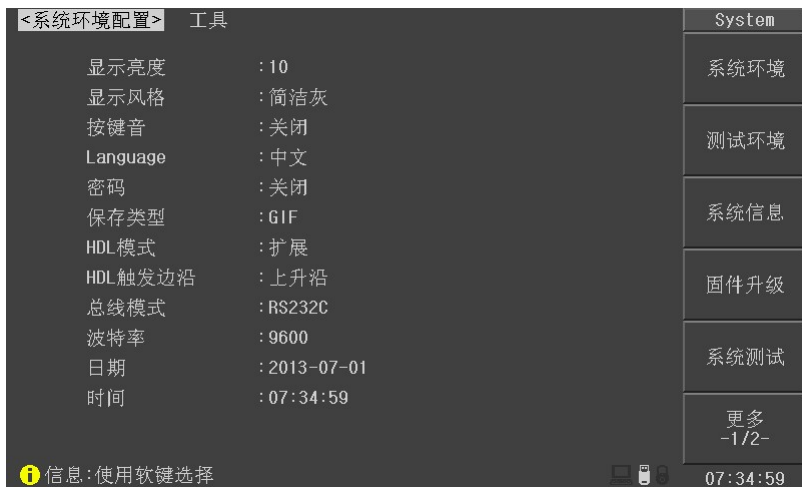 <系统环境配置> 工具 System
显示亮度 :10
显示风格 :简洁灰
按键音 :关闭
Language :中文
密码 :关闭
保存类型 :GIF
HDL模式 :扩展
HDL触发边沿 :上升沿
总线模式 :RS232C
波特率 :9600
日期 :2013-07-01
时间 :07:34:59
系统环境
测试环境
系统信息
固件升级
系统测试
更多
-1/2-
信息:使用软键选择
07:34:59